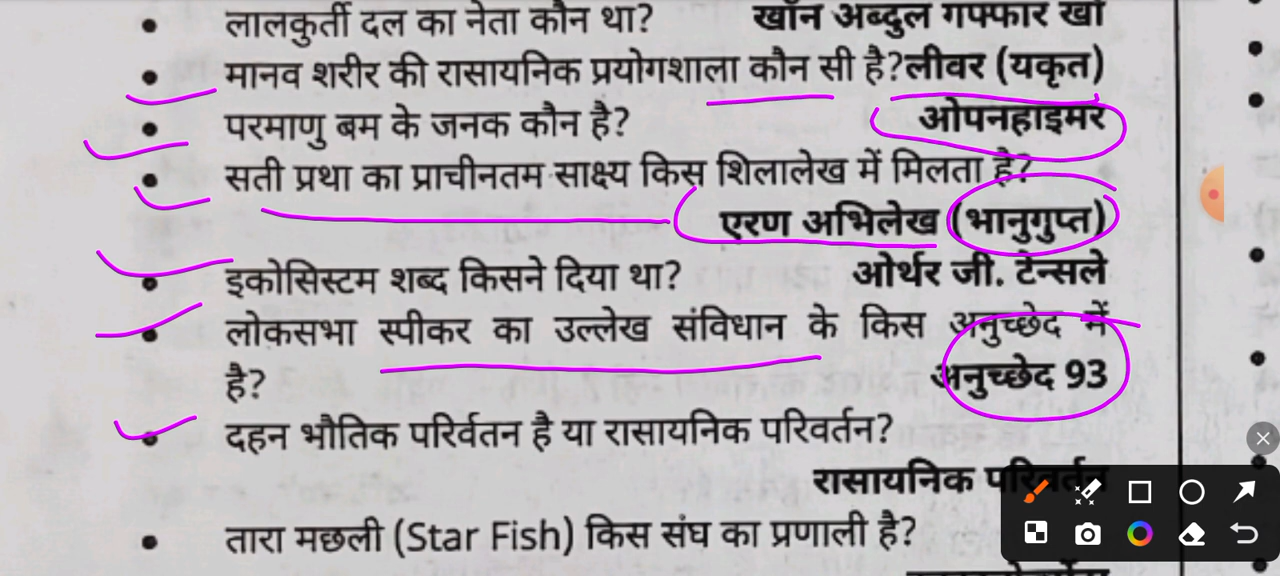 लालकुर्ती दल का नेता कौन था? खॉन अब्दुल गफ्फार खॉ
मानव शरीर की रासायनिक प्रयोगशाला कौन सी है? लीवर (यकृत)
परमाणु बम के जनक कौन है? ओपनहाइमर
सती प्रथा का प्राचीनतम साक्ष्य किस शिलालेख में मिलता है?
एरण अभिलेख (भानुगुप्त)
इकोसिस्टम शब्द किसने दिया था? ओर्थर जी. टेन्सले
लोकसभा स्पीकर का उल्लेख संविधान के किस अनुच्छेद में
है? अनुच्छेद 93
दहन भौतिक परिर्वतन है या रासायनिक परिवर्तन?
रासायनिक परिवर्तन
तारा मछली (Star Fish) किस संघ का प्रणाली है?